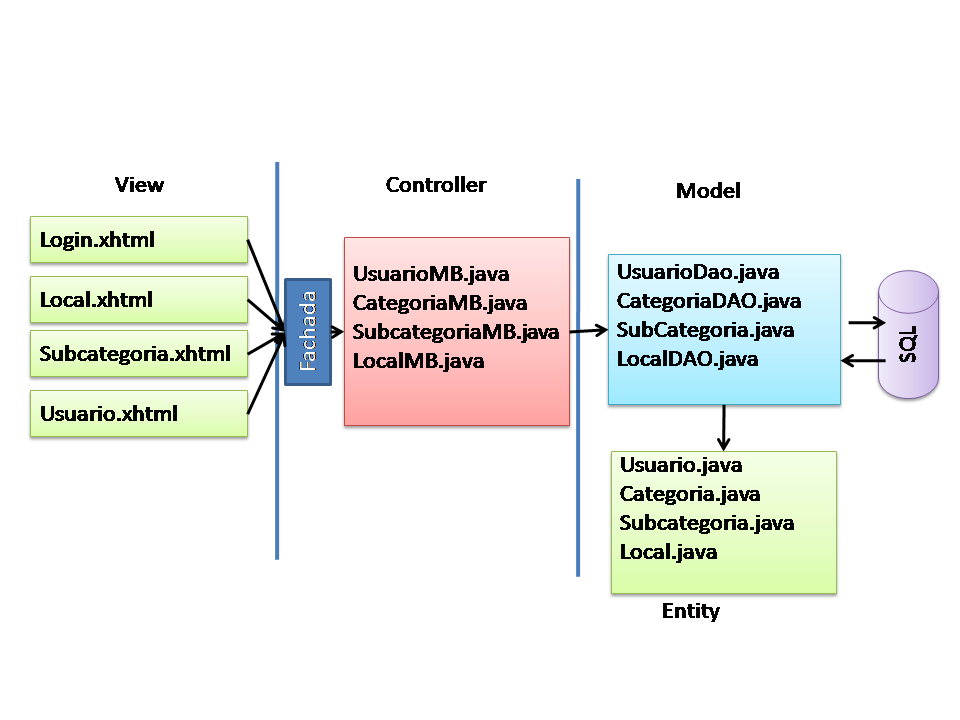 View
Login.xhtml
Local.xhtml
Subcategoria.xhtml
Usuario.xhtml
Fachada
Controller
UsuarioMB.java
CategoriaMB.java
SubcategoriaMB.java
LocalMB.java
Model
UsuarioDao.java
CategoriaDAO.java
SubCategoria.java
LocalDAO.java
SQL
Usuario.java
Categoria.java
Subcategoria.java
Local.java
Entity